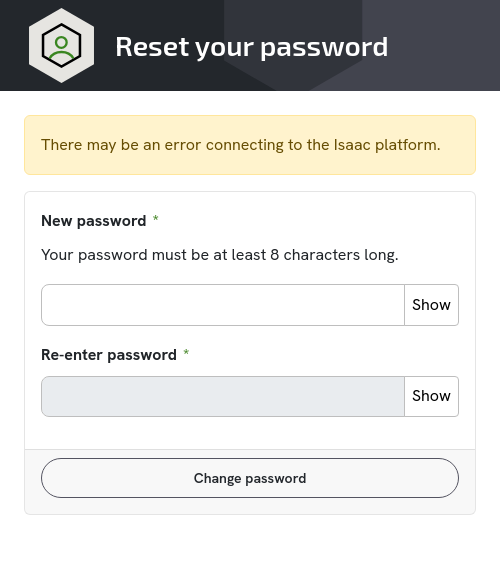 Reset your password
There may be an error connecting to the Isaac platform.
New password *
Your password must be at least 8 characters long.
Show
Re-enter password *
Show
Change password